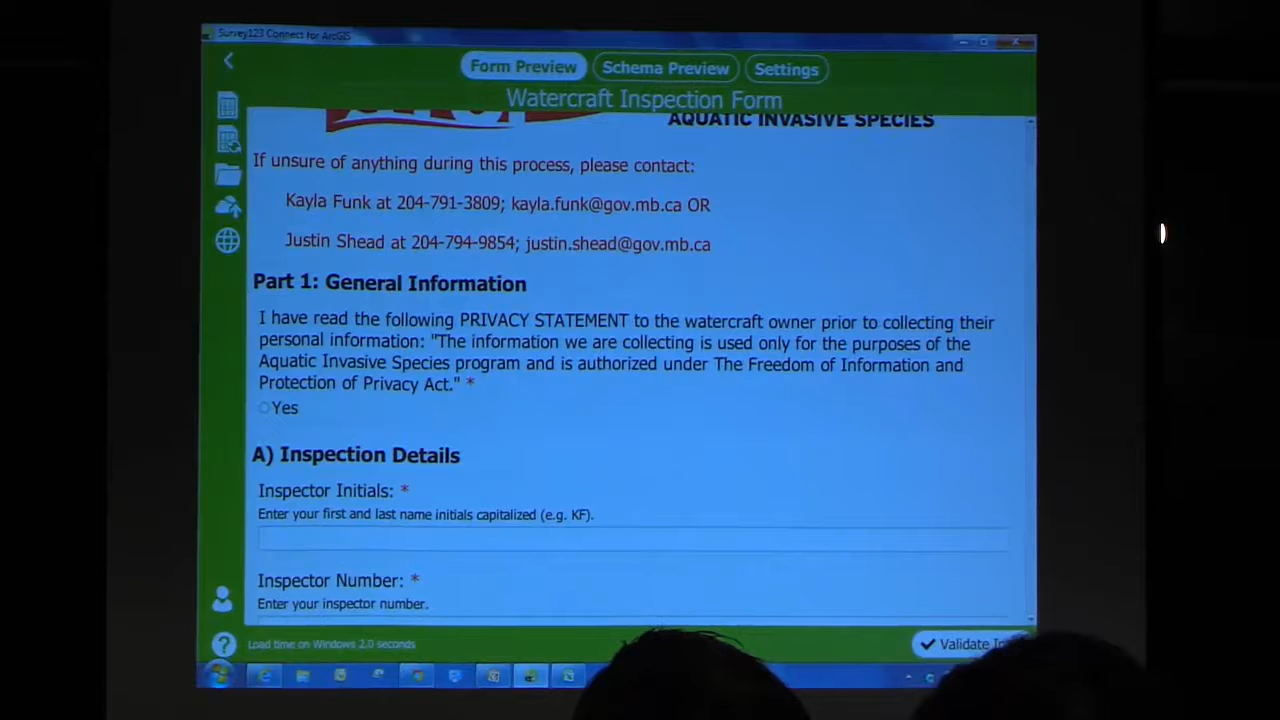 Survey123 Connect for ArcGIS
Form Preview
Schema Preview
Settings
Watercraft Inspection Form
AQUATIC INVASIVE SPECIES
If unsure of anything during this process, please contact:
Kayla Funk at 204-791-3809; kayla.funk@gov.mb.ca OR
Justin Shead at 204-794-9854; justin.shead@gov.mb.ca
Part 1: General Information
I have read the following PRIVACY STATEMENT to the watercraft owner prior to collecting their
personal information: "The information we are collecting is used only for the purposes of the
Aquatic Invasive Species program and is authorized under The Freedom of Information and
Protection of Privacy Act." *
Yes
A) Inspection Details
Inspector Initials: *
Enter your first and last name initials capitalized (e.g. KF).
Inspector Number: *
Enter your inspector number.
Load time on Windows 2.0 seconds
Validate